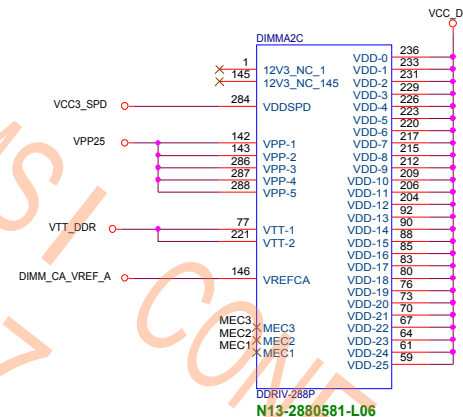 VCC_D
DIMMA2C
1 12V3_NC_1 VDD-0 236
145 12V3_NC_145 VDD-1 233
VDD-2 231
VDD-3 229
VCC3_SPD 284 VDDSPD VDD-4 226
VDD-5 223
VDD-6 220
VPP25 142 VPP-1 VDD-7 217
143 VPP-2 VDD-8 215
286 VPP-3 VDD-9 212
287 VPP-4 VDD-10 209
288 VPP-5 VDD-11 206
VDD-12 204
VDD-13 92
VTT_DDR 77 VTT-1 VDD-14 90
221 VTT-2 VDD-15 88
VDD-16 85
VDD-17 83
DIMM_CA_VREF_A 146 VREFCA VDD-18 80
VDD-19 76
VDD-20 73
VDD-21 70
MEC3 MEC3 VDD-22 67
MEC2 MEC2 VDD-23 64
MEC1 MEC1 VDD-24 61
VDD-25 59
DDRIV-288P
N13-2880581-L06
MSI CONF
7